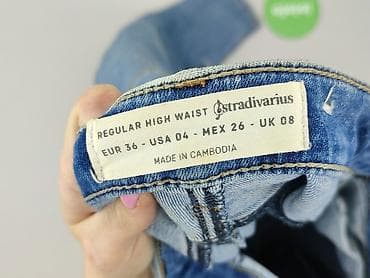 REGULAR HIGH WAIST stradivarius
EUR 36 - USA 04 - MEX 26 - UK 08
MADE IN CAMBODIA